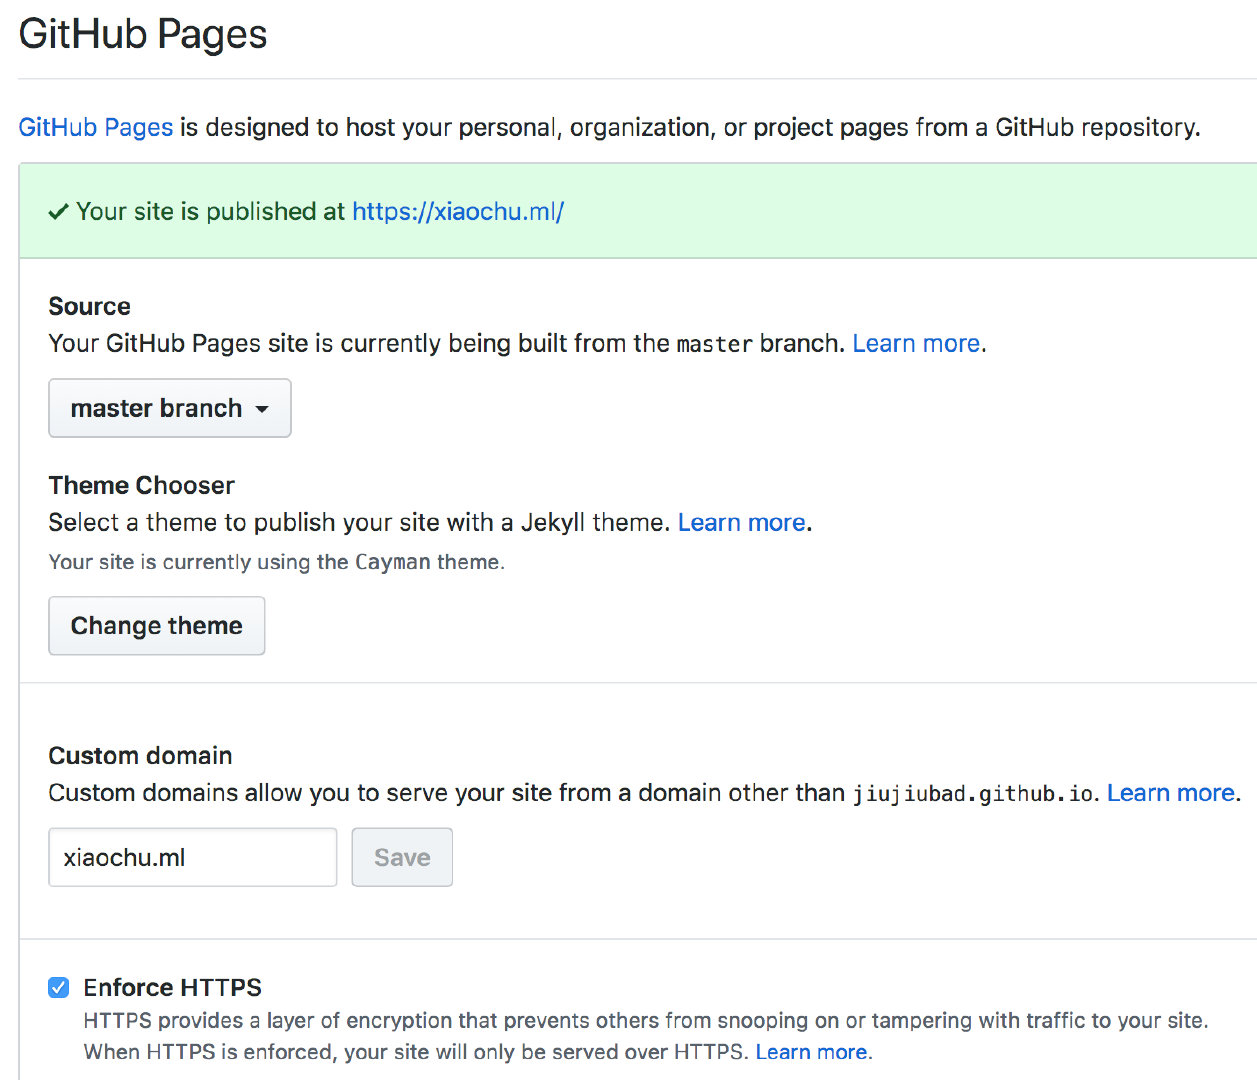 GitHub Pages
GitHub Pages is designed to host your personal, organization, or project pages from a GitHub repository.
Your site is published at https://xiaochu.ml/
Source
Your GitHub Pages site is currently being built from the master branch. Learn more.
master branch
Theme Chooser
Select a theme to publish your site with a Jekyll theme. Learn more.
Your site is currently using the Cayman theme.
Change theme
Custom domain
Custom domains allow you to serve your site from a domain other than jiujiubad.github.io. Learn more.
xiaochu.ml Save
Enforce HTTPS
HTTPS provides a layer of encryption that prevents others from snooping on or tampering with traffic to your site.
When HTTPS is enforced, your site will only be served over HTTPS. Learn more.